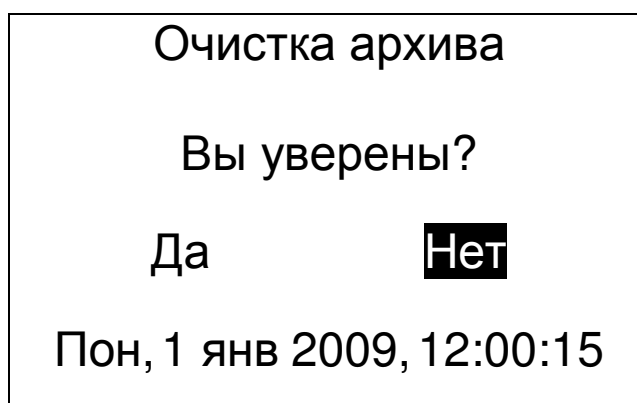 Очистка архива
Вы уверены?
Да Нет
Пон, 1 янв 2009, 12:00:15